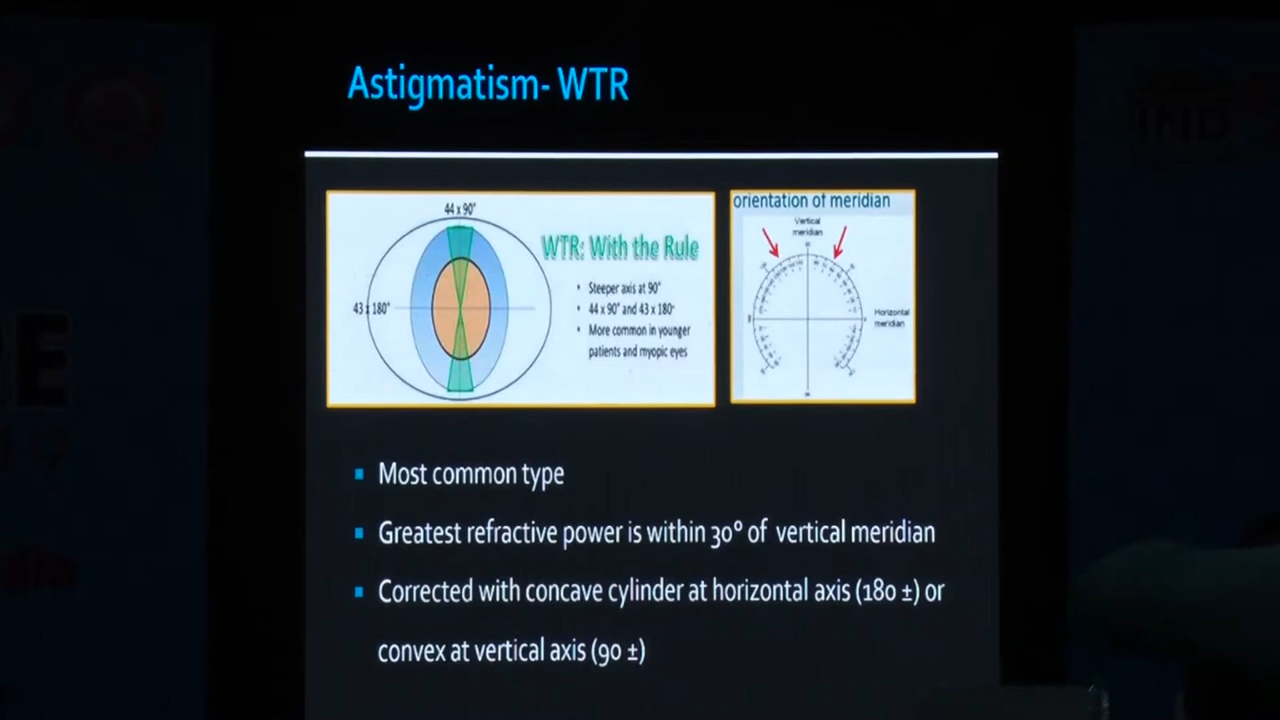 Astigmatism- WTR
44 x 90°
43 x 180°
WTR: With the Rule
• Steeper axis at 90°
• 44 x 90° and 43 x 180°
• More common in younger
patients and myopic eyes
orientation of meridian
Vertical
meridian
Horizontal
meridian
▪ Most common type
▪ Greatest refractive power is within 30° of vertical meridian
▪ Corrected with concave cylinder at horizontal axis (180 ±) or
convex at vertical axis (90 ±)
IND